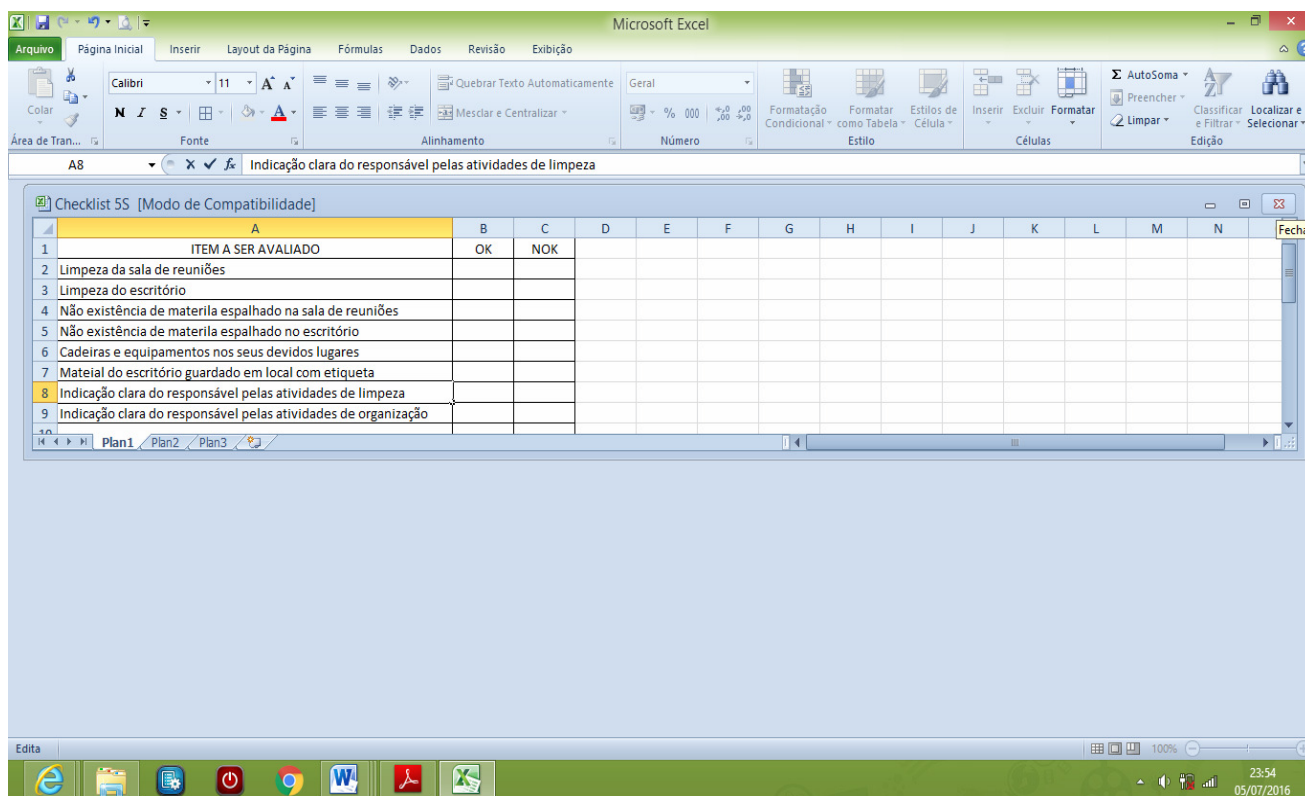 Microsoft Excel
Arquivo Página Inicial Inserir Layout da Página Fórmulas Dados Revisão Exibição
Colar
Calibri 11
N I S
Quebrar Texto Automaticamente
Mesclar e Centralizar
Geral
% 000
Formatação Condicional
Formatar como Tabela
Estilos de Célula
Inserir Excluir Formatar
Σ AutoSoma
Preencher
Limpar
Classificar e Filtrar
Localizar e Selecionar
Área de Tran... Fonte Alinhamento Número Estilo Células Edição
A8 fx Indicação clara do responsável pelas atividades de limpeza
Checklist 5S [Modo de Compatibilidade]
Fecha
A B C D E F G H I J K L M N
1 ITEM A SER AVALIADO OK NOK
2 Limpeza da sala de reuniões
3 Limpeza do escritório
4 Não existência de materila espalhado na sala de reuniões
5 Não existência de materila espalhado no escritório
6 Cadeiras e equipamentos nos seus devidos lugares
7 Mateial do escritório guardado em local com etiqueta
8 Indicação clara do responsável pelas atividades de limpeza
9 Indicação clara do responsável pelas atividades de organização
10
Plan1 Plan2 Plan3
Edita 100%
23:54
05/07/2016